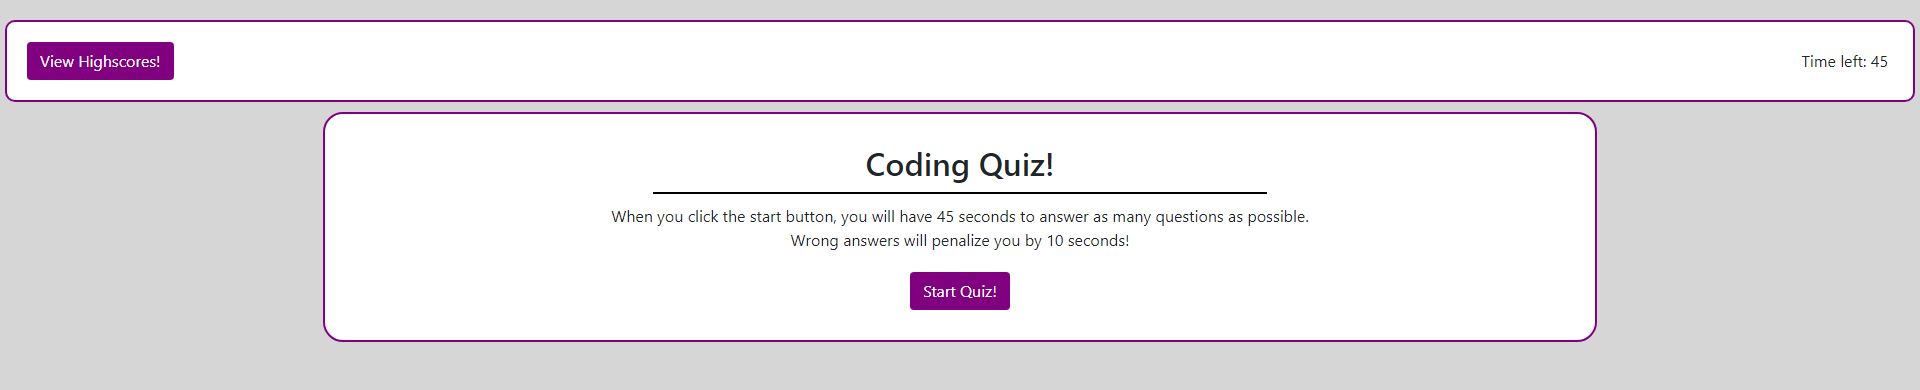 View Highscores!
Time left: 45
Coding Quiz!
When you click the start button, you will have 45 seconds to answer as many questions as possible.
Wrong answers will penalize you by 10 seconds!
Start Quiz!